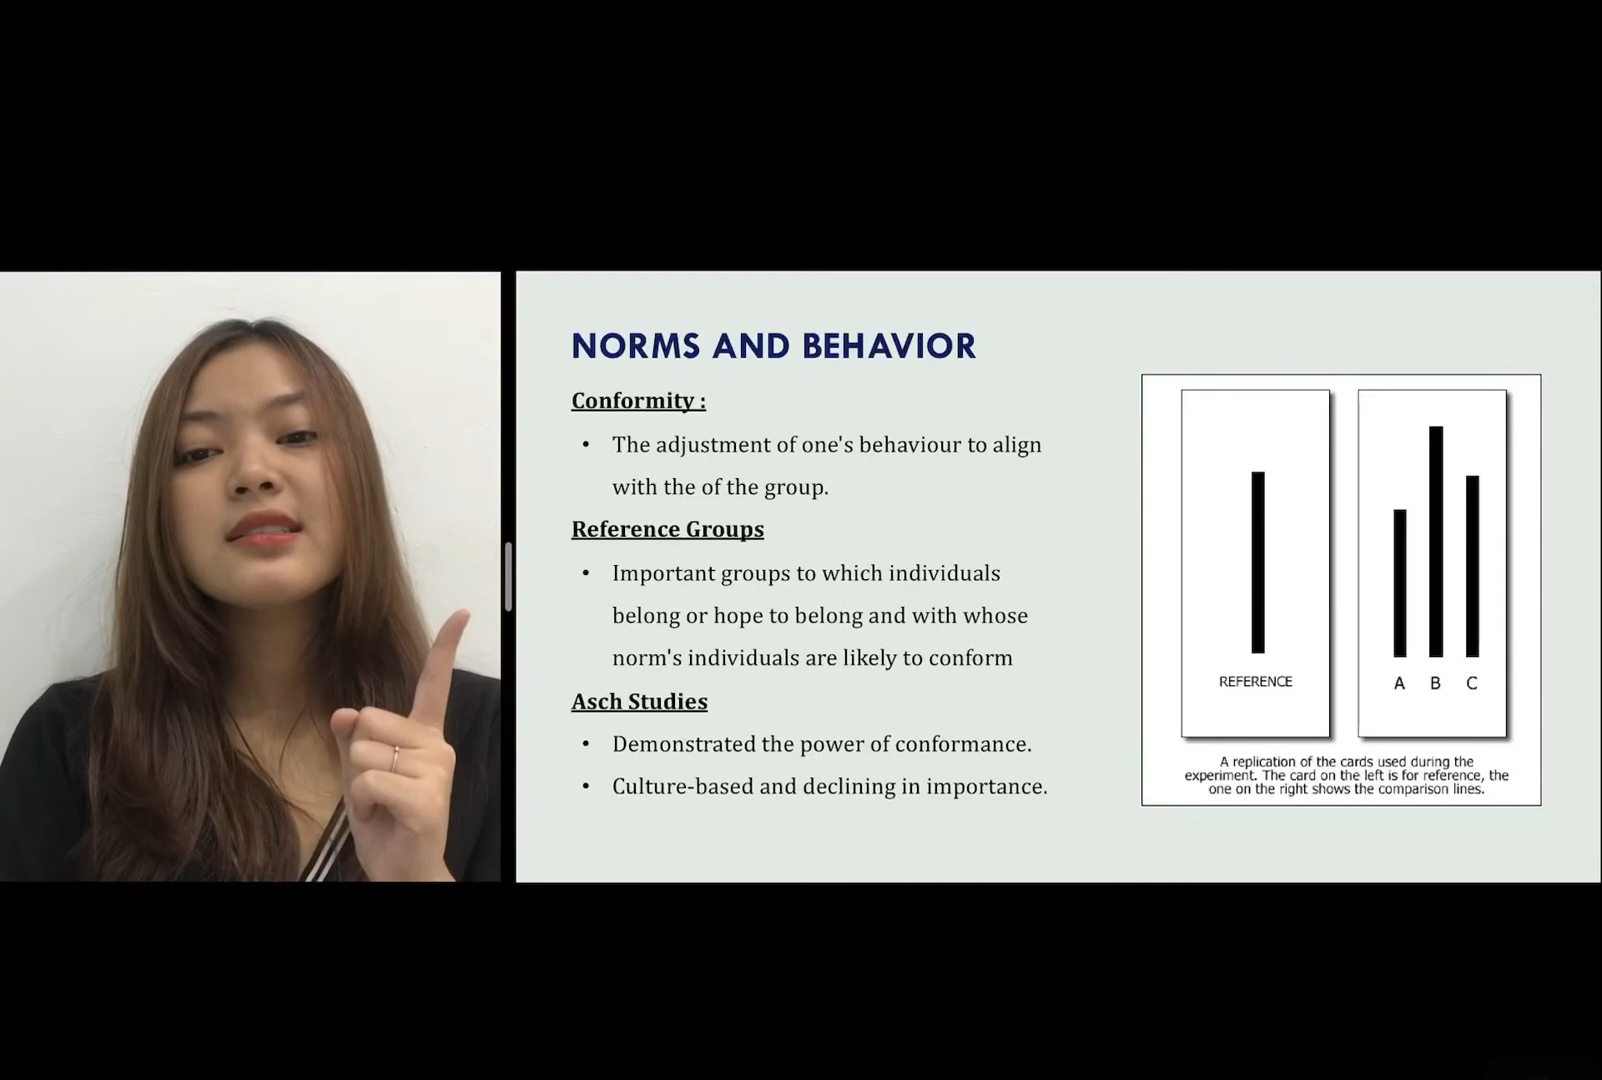 NORMS AND BEHAVIOR
Conformity :
• The adjustment of one's behaviour to align
with the of the group.
Reference Groups
• Important groups to which individuals
belong or hope to belong and with whose
norm's individuals are likely to conform
Asch Studies
• Demonstrated the power of conformance.
• Culture-based and declining in importance.
REFERENCE
A B C
A replication of the cards used during the
experiment. The card on the left is for reference, the
one on the right shows the comparison lines.